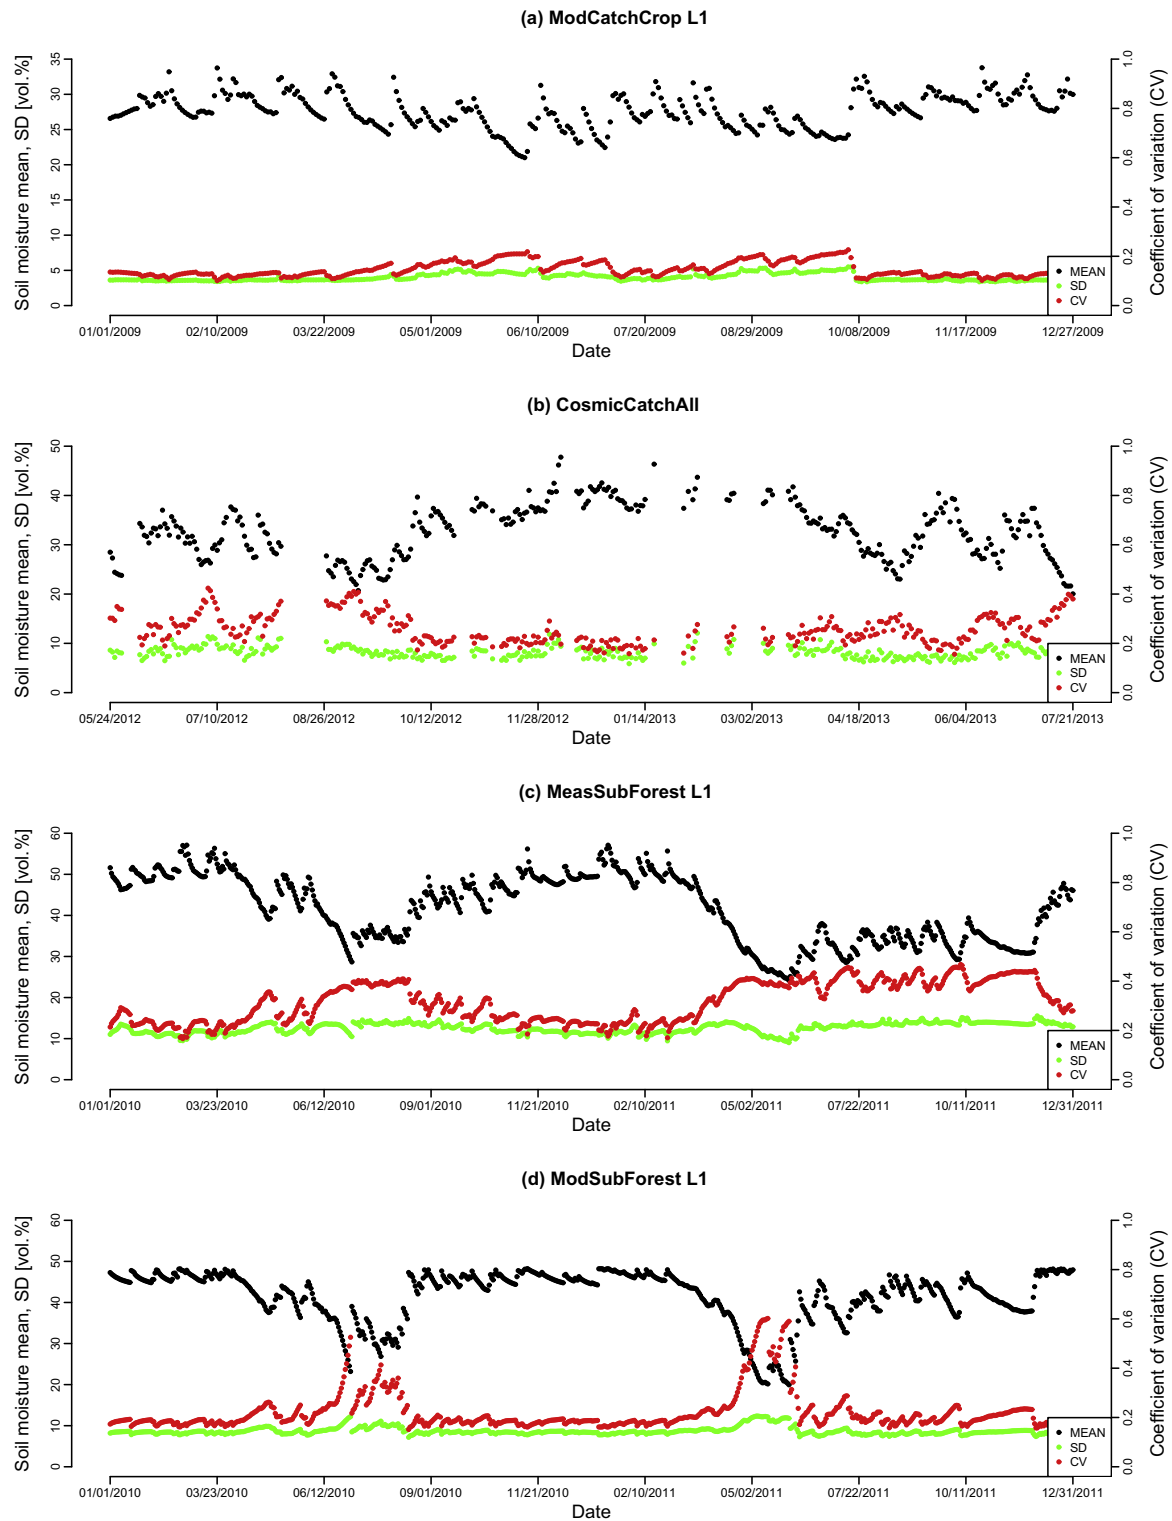 (a) ModCatchCrop L1
Soil moisture mean, SD [vol.%]
0 5 10 15 20 25 30 35
0.0 0.2 0.4 0.6 0.8 1.0
Coefficient of variation (CV)
MEAN
SD
CV
01/01/2009 02/10/2009 03/22/2009 05/01/2009 06/10/2009 07/20/2009 08/29/2009 10/08/2009 11/17/2009 12/27/2009
Date
(b) CosmicCatchAll
Soil moisture mean, SD [vol.%]
0 10 20 30 40 50
0.0 0.2 0.4 0.6 0.8 1.0
Coefficient of variation (CV)
MEAN
SD
CV
05/24/2012 07/10/2012 08/26/2012 10/12/2012 11/28/2012 01/14/2013 03/02/2013 04/18/2013 06/04/2013 07/21/2013
Date
(c) MeasSubForest L1
Soil moisture mean, SD [vol.%]
0 10 20 30 40 50 60
0.0 0.2 0.4 0.6 0.8 1.0
Coefficient of variation (CV)
MEAN
SD
CV
01/01/2010 03/23/2010 06/12/2010 09/01/2010 11/21/2010 02/10/2011 05/02/2011 07/22/2011 10/11/2011 12/31/2011
Date
(d) ModSubForest L1
Soil moisture mean, SD [vol.%]
0 10 20 30 40 50 60
0.0 0.2 0.4 0.6 0.8 1.0
Coefficient of variation (CV)
MEAN
SD
CV
01/01/2010 03/23/2010 06/12/2010 09/01/2010 11/21/2010 02/10/2011 05/02/2011 07/22/2011 10/11/2011 12/31/2011
Date